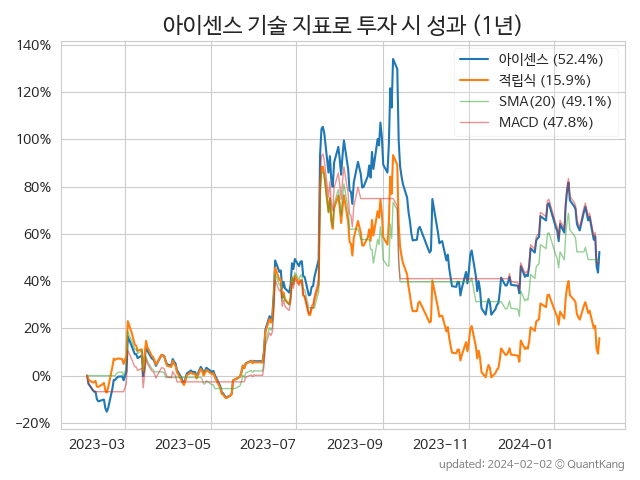 아이센스 기술 지표로 투자 시 성과 (1년)
140%
120%
100%
80%
60%
40%
20%
0%
−20%
아이센스 (52.4%)
적립식 (15.9%)
SMA(20) (49.1%)
MACD (47.8%)
2023-03 2023-05 2023-07 2023-09 2023-11 2024-01
updated: 2024-02-02 © QuantKang